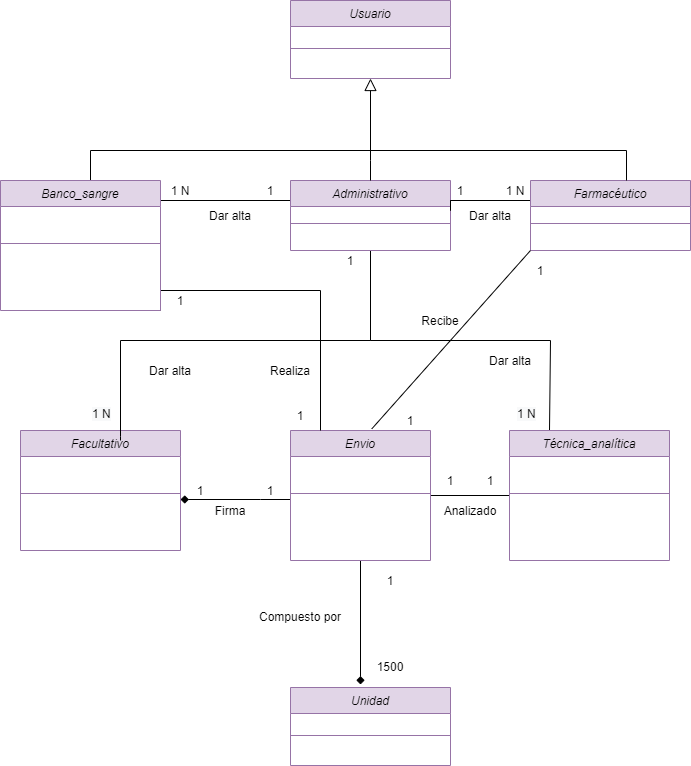 Usuario
Banco_sangre
1 N
1
Administrativo
1
1 N
Farmacéutico
Dar alta
Dar alta
1
1
1
Recibe
Dar alta
Realiza
Dar alta
1 N
1
1
1 N
Facultativo
Envio
Técnica_analítica
1
1
1
1
Firma
Analizado
1
Compuesto por
1500
Unidad